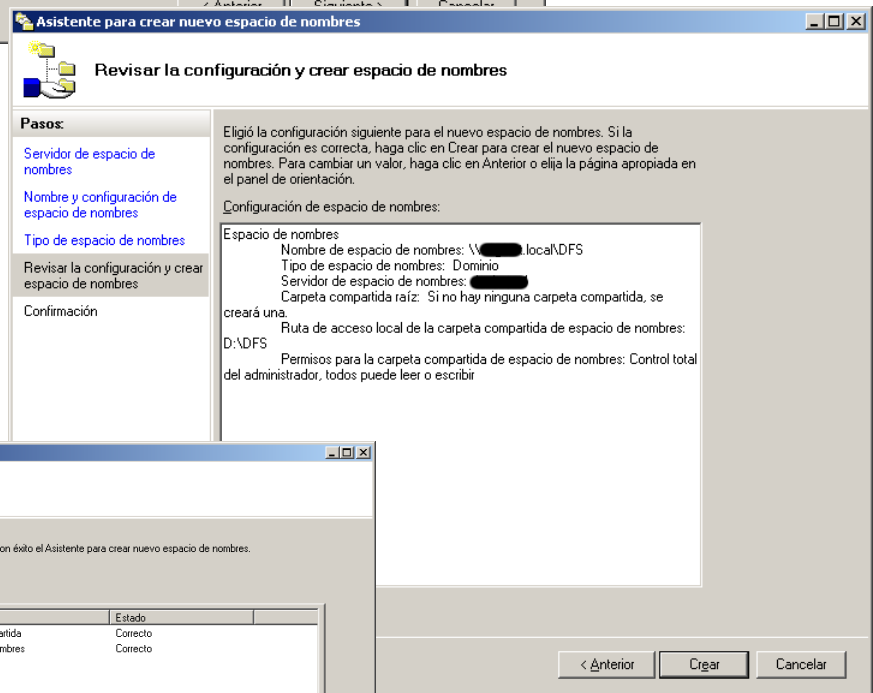 < Anterior Siguiente > Cancelar
Asistente para crear nuevo espacio de nombres
Revisar la configuración y crear espacio de nombres
Pasos:
Servidor de espacio de
nombres
Nombre y configuración de
espacio de nombres
Tipo de espacio de nombres
Revisar la configuración y crear
espacio de nombres
Confirmación
Eligió la configuración siguiente para el nuevo espacio de nombres. Si la
configuración es correcta, haga clic en Crear para crear el nuevo espacio de
nombres. Para cambiar un valor, haga clic en Anterior o elija la página apropiada en
el panel de orientación.
Configuración de espacio de nombres:
Espacio de nombres
Nombre de espacio de nombres: \\ .local\DFS
Tipo de espacio de nombres: Dominio
Servidor de espacio de nombres:
Carpeta compartida raíz: Si no hay ninguna carpeta compartida, se
creará una.
Ruta de acceso local de la carpeta compartida de espacio de nombres:
D:\DFS
Permisos para la carpeta compartida de espacio de nombres: Control total
del administrador, todos puede leer o escribir
on éxito el Asistente para crear nuevo espacio de nombres.
Estado
artida Correcto
mbres Correcto
< Anterior Crear Cancelar